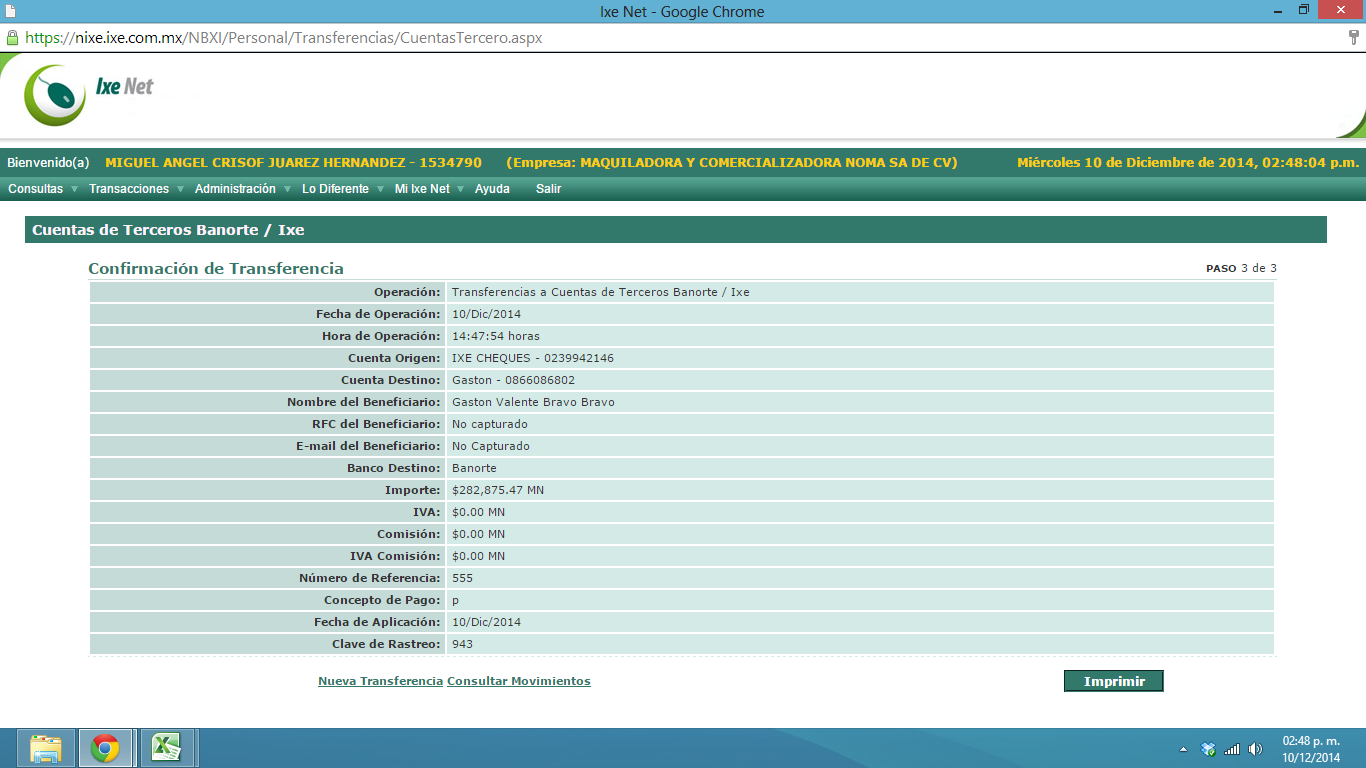 Ixe Net - Google Chrome
https://nixe.ixe.com.mx/NBXI/Personal/Transferencias/CuentasTercero.aspx
Ixe Net
Bienvenido(a) MIGUEL ANGEL CRISOF JUAREZ HERNANDEZ - 1534790 (Empresa: MAQUILADORA Y COMERCIALIZADORA NOMA SA DE CV) Miércoles 10 de Diciembre de 2014, 02:48:04 p.m.
Consultas Transacciones Administración Lo Diferente Mi Ixe Net Ayuda Salir
Cuentas de Terceros Banorte / Ixe
Confirmación de Transferencia PASO 3 de 3
Operación: Transferencias a Cuentas de Terceros Banorte / Ixe
Fecha de Operación: 10/Dic/2014
Hora de Operación: 14:47:54 horas
Cuenta Origen: IXE CHEQUES - 0239942146
Cuenta Destino: Gaston - 0866086802
Nombre del Beneficiario: Gaston Valente Bravo Bravo
RFC del Beneficiario: No capturado
E-mail del Beneficiario: No Capturado
Banco Destino: Banorte
Importe: $282,875.47 MN
IVA: $0.00 MN
Comisión: $0.00 MN
IVA Comisión: $0.00 MN
Número de Referencia: 555
Concepto de Pago: p
Fecha de Aplicación: 10/Dic/2014
Clave de Rastreo: 943
Nueva Transferencia Consultar Movimientos Imprimir
02:48 p. m.
10/12/2014